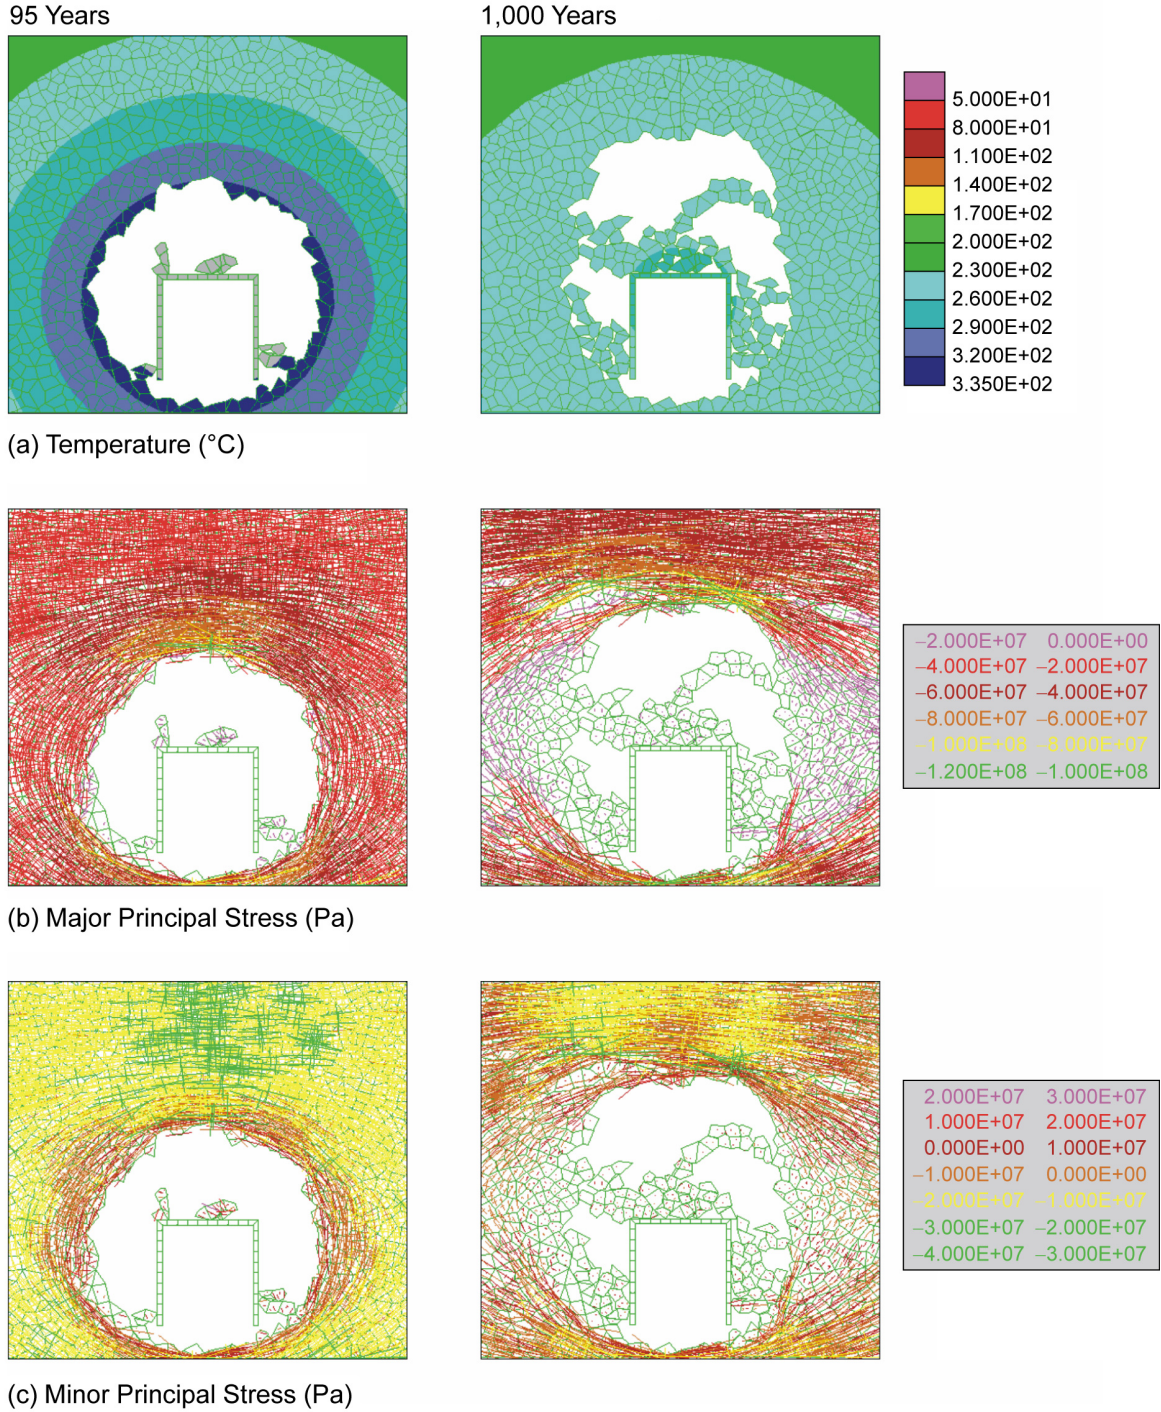 95 Years
1,000 Years
5.000E+01
8.000E+01
1.100E+02
1.400E+02
1.700E+02
2.000E+02
2.300E+02
2.600E+02
2.900E+02
3.200E+02
3.350E+02
(a) Temperature (°C)
–2.000E+07 0.000E+00
–4.000E+07 –2.000E+07
–6.000E+07 –4.000E+07
–8.000E+07 –6.000E+07
–1.000E+08 –8.000E+07
–1.200E+08 –1.000E+08
(b) Major Principal Stress (Pa)
2.000E+07 3.000E+07
1.000E+07 2.000E+07
0.000E+00 1.000E+07
–1.000E+07 0.000E+00
–2.000E+07 –1.000E+07
–3.000E+07 –2.000E+07
–4.000E+07 –3.000E+07
(c) Minor Principal Stress (Pa)